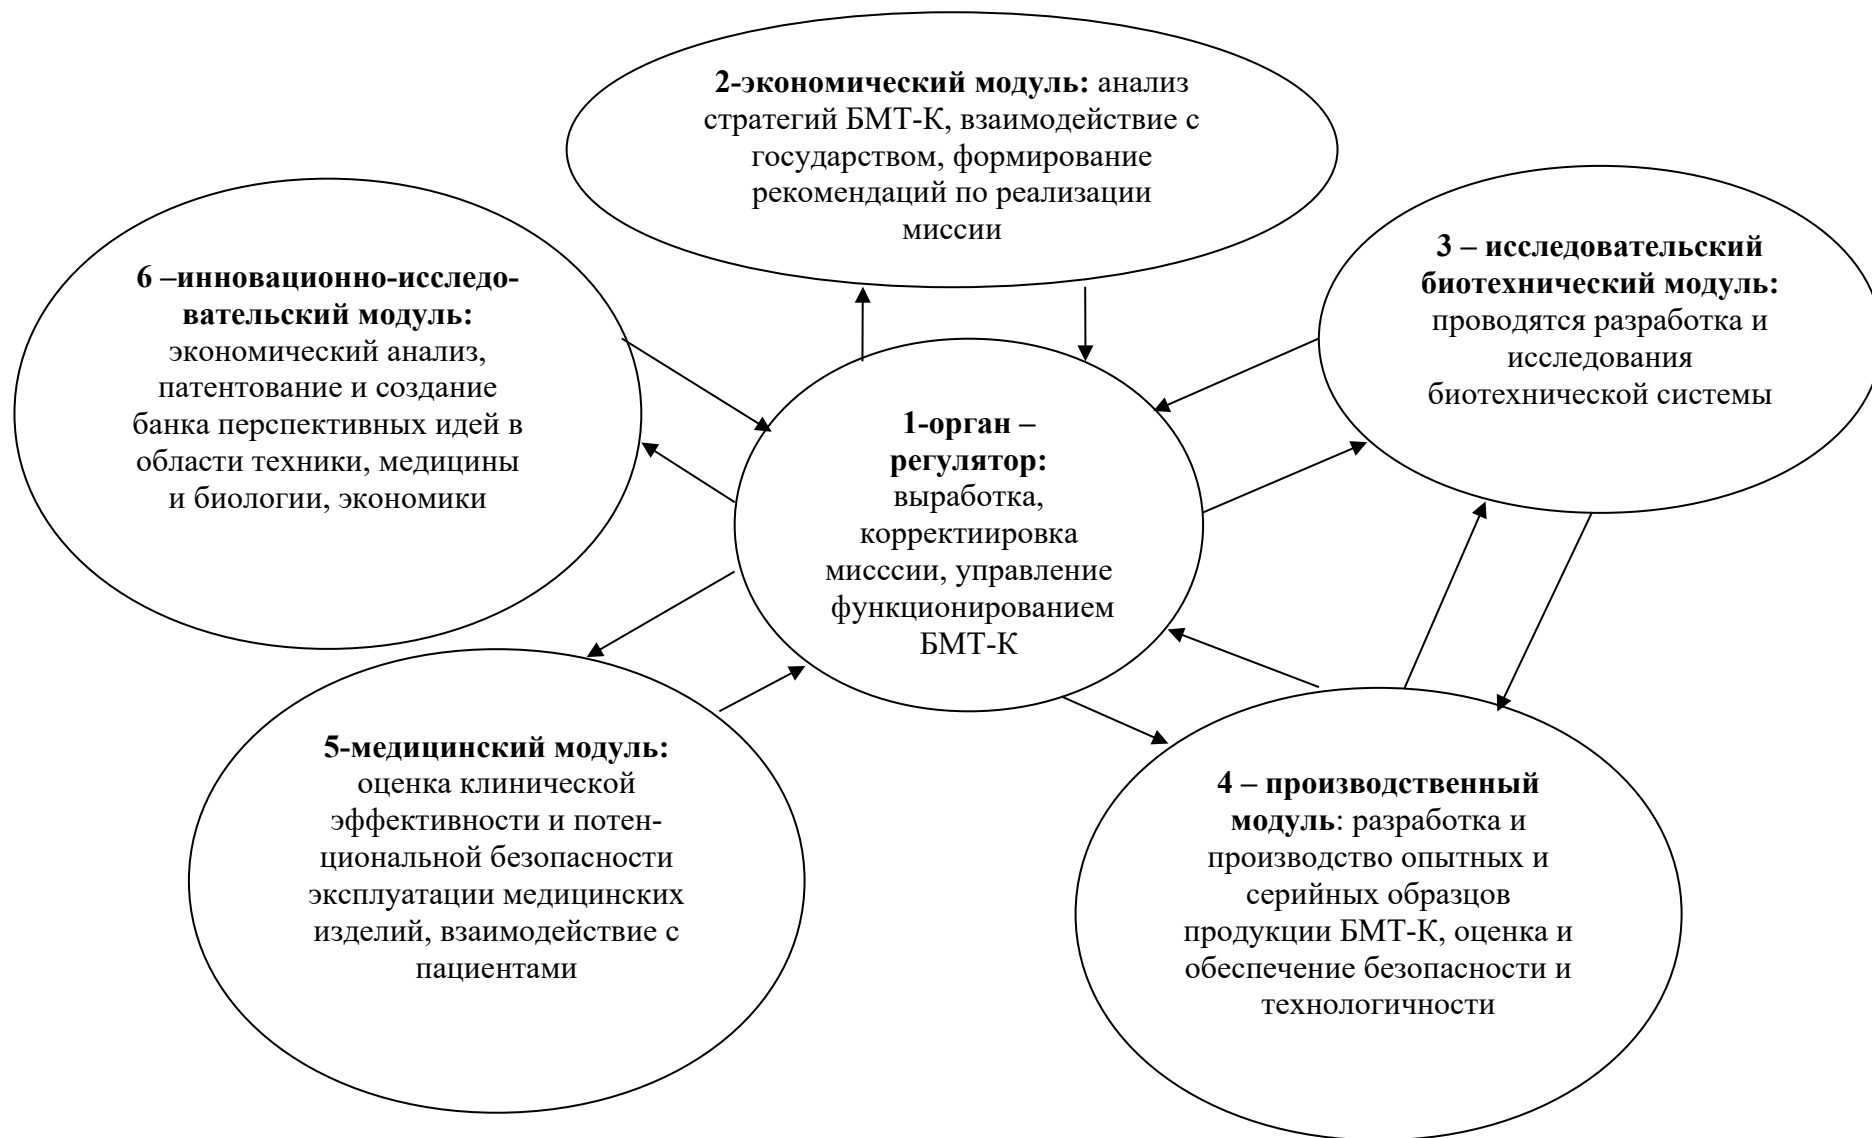 2-экономический модуль: анализ
стратегий БМТ-К, взаимодействие с
государством, формирование
рекомендаций по реализации
миссии
6 –инновационно-исследо-
вательский модуль:
экономический анализ,
патентование и создание
банка перспективных идей в
области техники, медицины
и биологии, экономики
3 – исследовательский
биотехнический модуль:
проводятся разработка и
исследования
биотехнической системы
1-орган –
регулятор:
выработка,
корректиировка
мисссии, управление
функционированием
БМТ-К
5-медицинский модуль:
оценка клинической
эффективности и потен-
циональной безопасности
эксплуатации медицинских
изделий, взаимодействие с
пациентами
4 – производственный
модуль: разработка и
производство опытных и
серийных образцов
продукции БМТ-К, оценка и
обеспечение безопасности и
технологичности